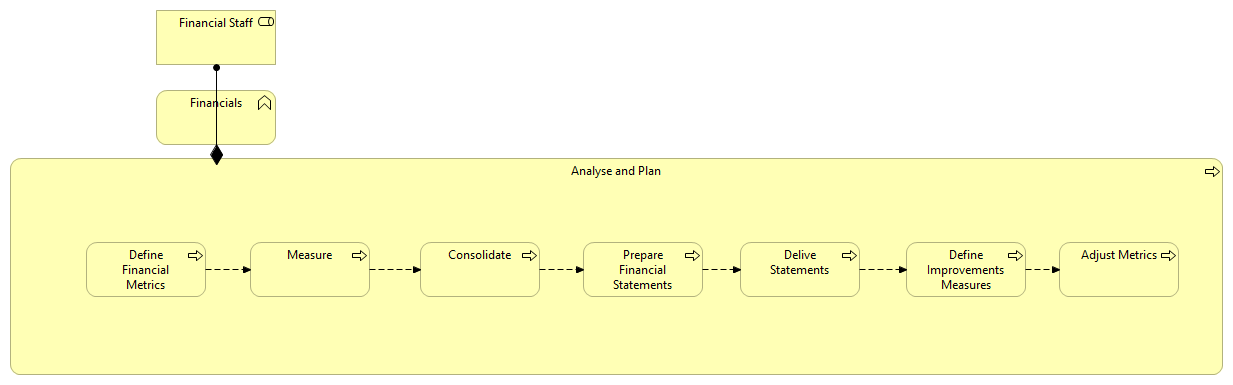 Financial Staff
Financials
Analyse and Plan
Define
Financial
Metrics
Measure
Consolidate
Prepare
Financial
Statements
Delive
Statements
Define
Improvements
Measures
Adjust Metrics